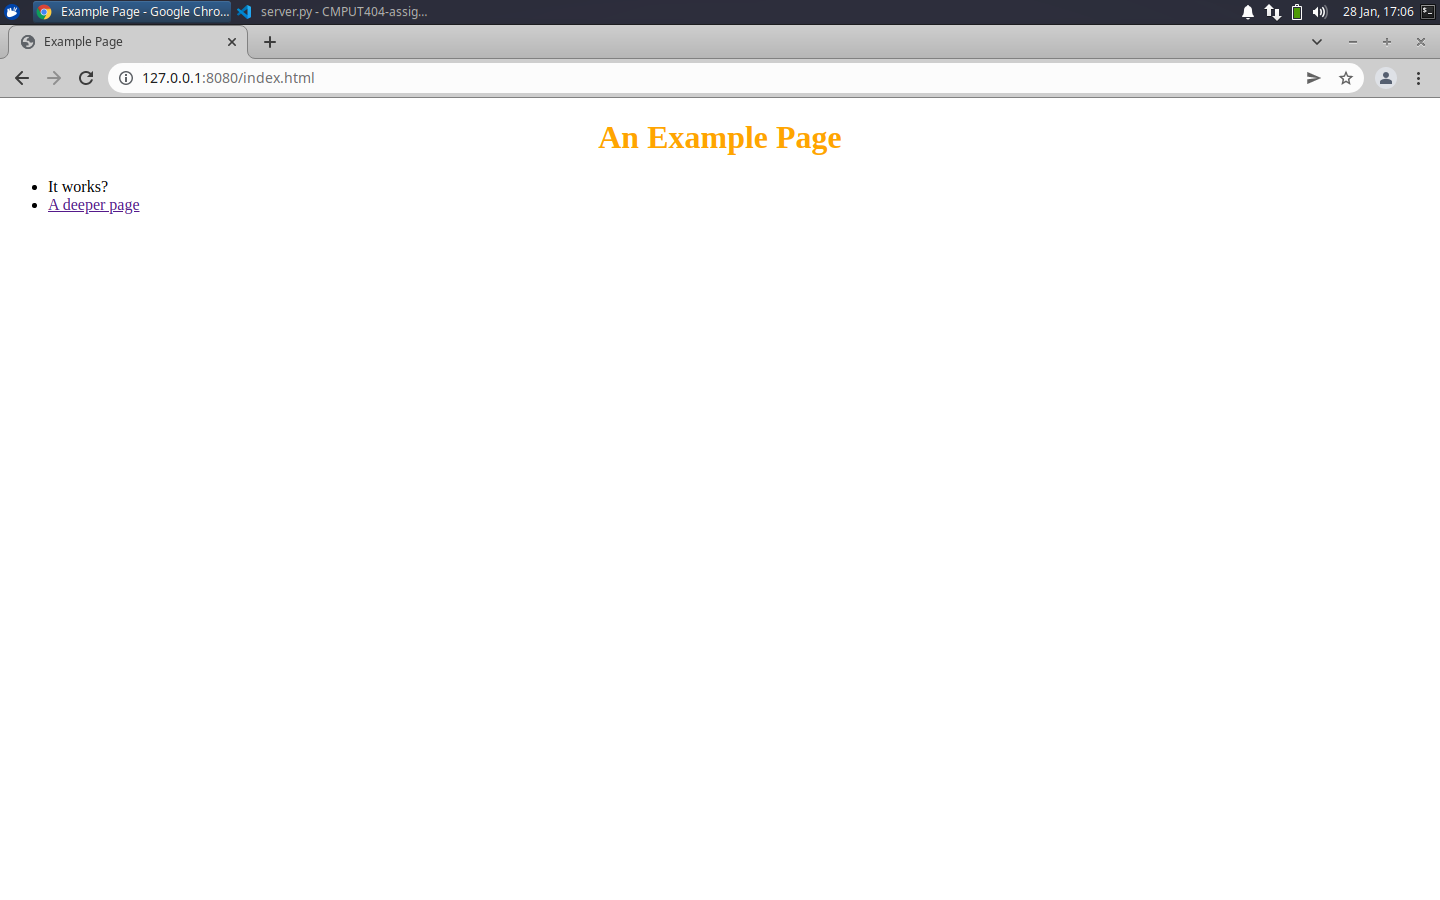 Example Page - Google Chro...
server.py - CMPUT404-assig...
28 Jan, 17:06
Example Page
127.0.0.1:8080/index.html
An Example Page
It works?
A deeper page